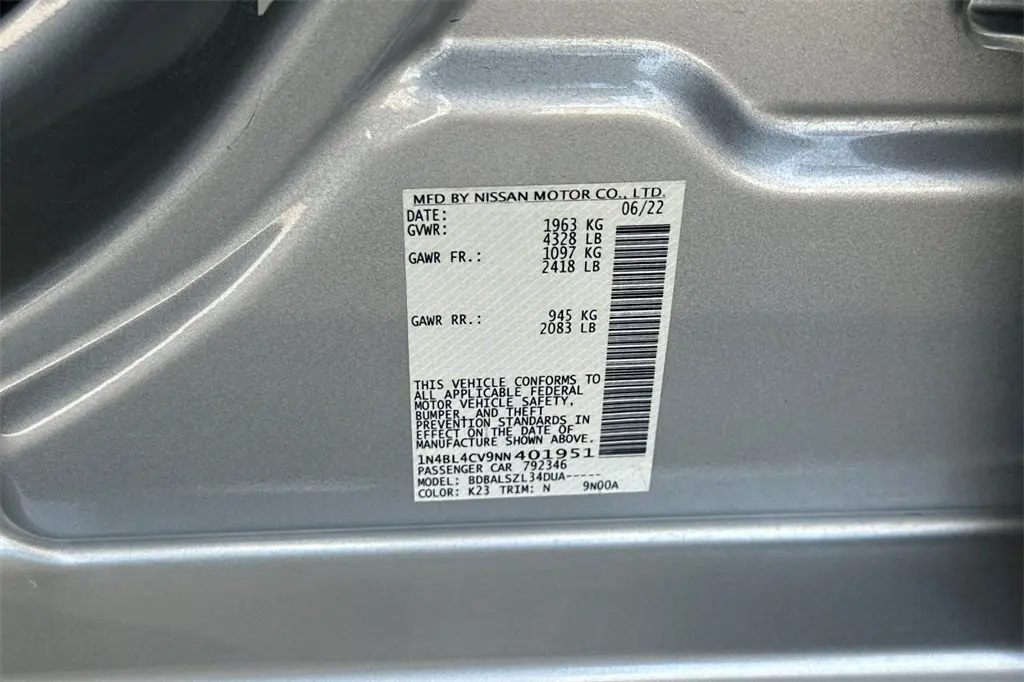 MFD BY NISSAN MOTOR CO., LTD.
DATE: 06/22
GVWR: 1963 KG
4328 LB
GAWR FR.: 1097 KG
2418 LB
GAWR RR.: 945 KG
2083 LB
THIS VEHICLE CONFORMS TO
ALL APPLICABLE FEDERAL
MOTOR VEHICLE SAFETY,
BUMPER, AND THEFT
PREVENTION STANDARDS IN
EFFECT ON THE DATE OF
MANUFACTURE SHOWN ABOVE.
1N4BL4CV9NN401951
PASSENGER CAR 792346
MODEL: BDBALSZL34DUA-----
COLOR: K23 TRIM: N 9N00A